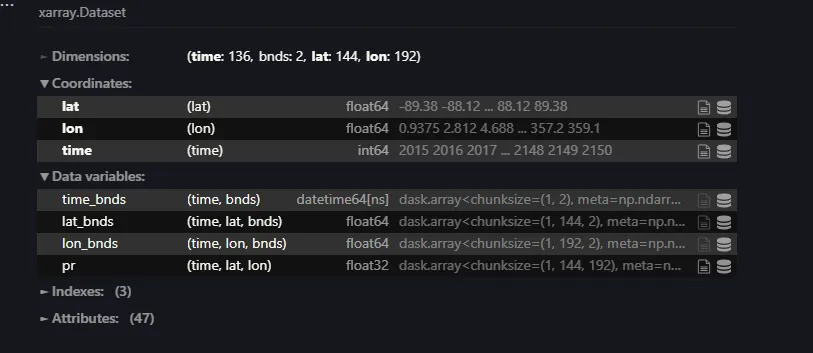 ...
xarray.Dataset
► Dimensions: (time: 136, bnds: 2, lat: 144, lon: 192)
▼ Coordinates:
lat (lat) float64 -89.38 -88.12 ... 88.12 89.38
lon (lon) float64 0.9375 2.812 4.688 ... 357.2 359.1
time (time) int64 2015 2016 2017 ... 2148 2149 2150
▼ Data variables:
time_bnds (time, bnds) datetime64[ns] dask.array<chunksize=(1, 2), meta=np.ndarr...
lat_bnds (time, lat, bnds) float64 dask.array<chunksize=(1, 144, 2), meta=np.n...
lon_bnds (time, lon, bnds) float64 dask.array<chunksize=(1, 192, 2), meta=np.n...
pr (time, lat, lon) float32 dask.array<chunksize=(1, 144, 192), meta=n...
► Indexes: (3)
► Attributes: (47)